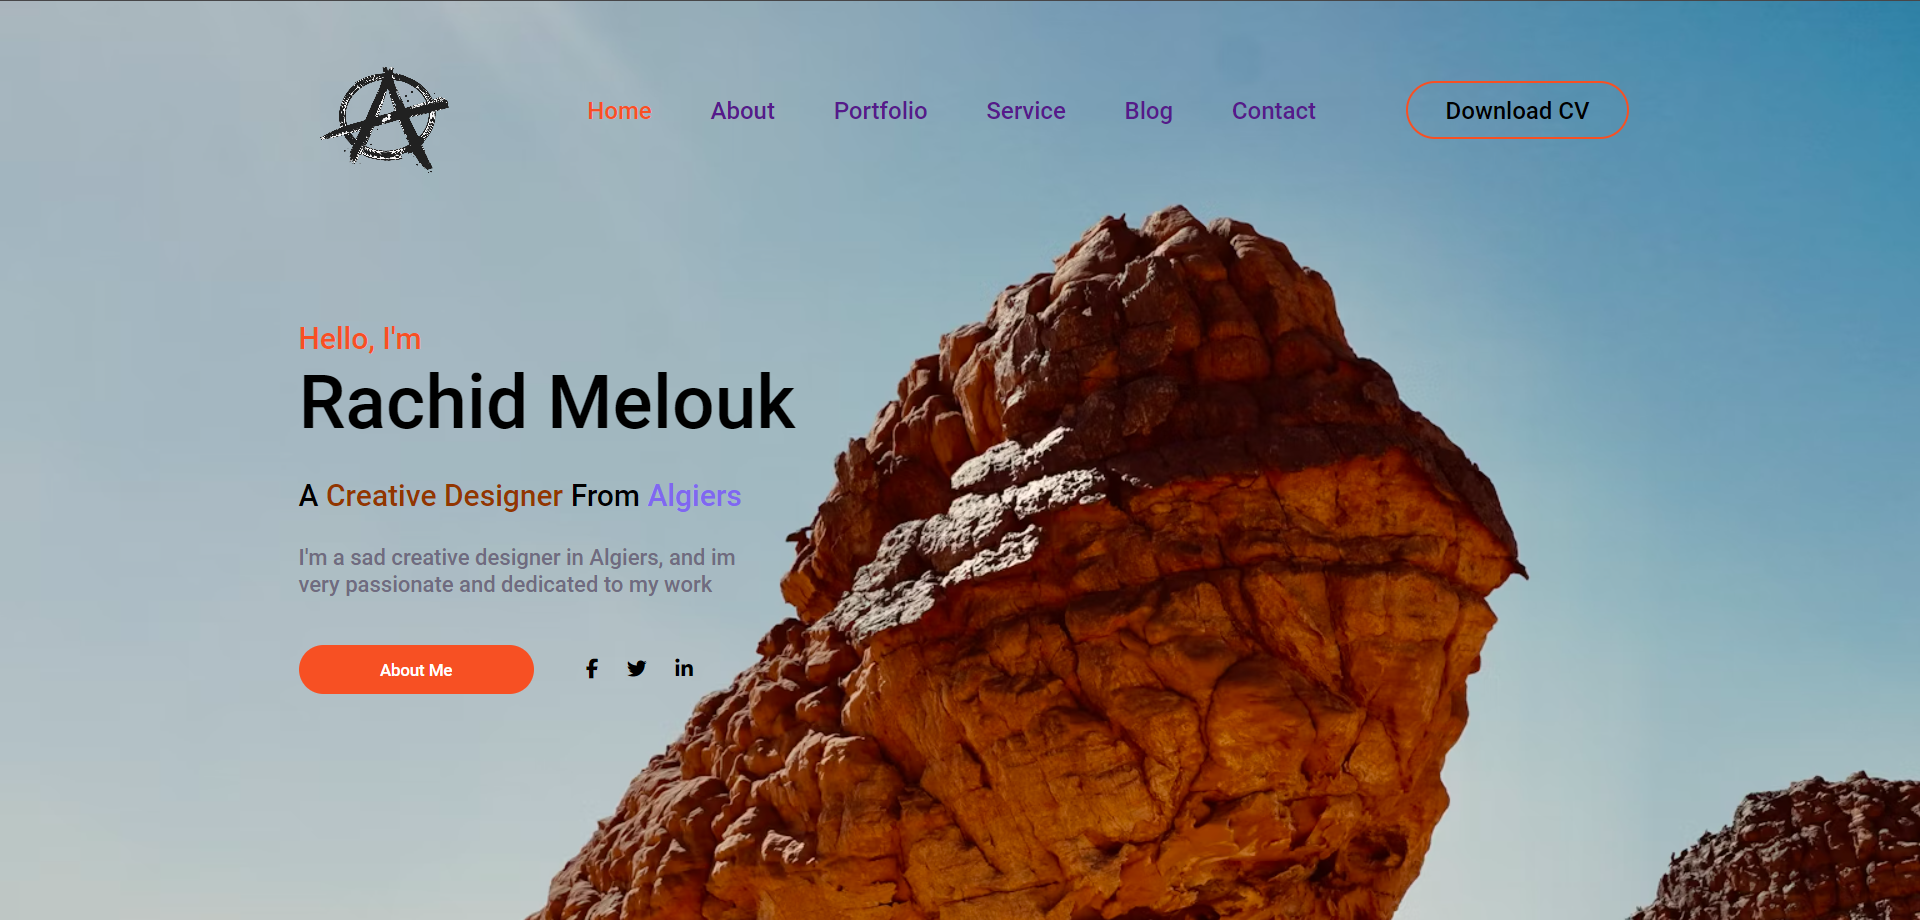 Home About Portfolio Service Blog Contact Download CV
Hello, I'm
Rachid Melouk
A Creative Designer From Algiers
I'm a sad creative designer in Algiers, and im
very passionate and dedicated to my work
About Me